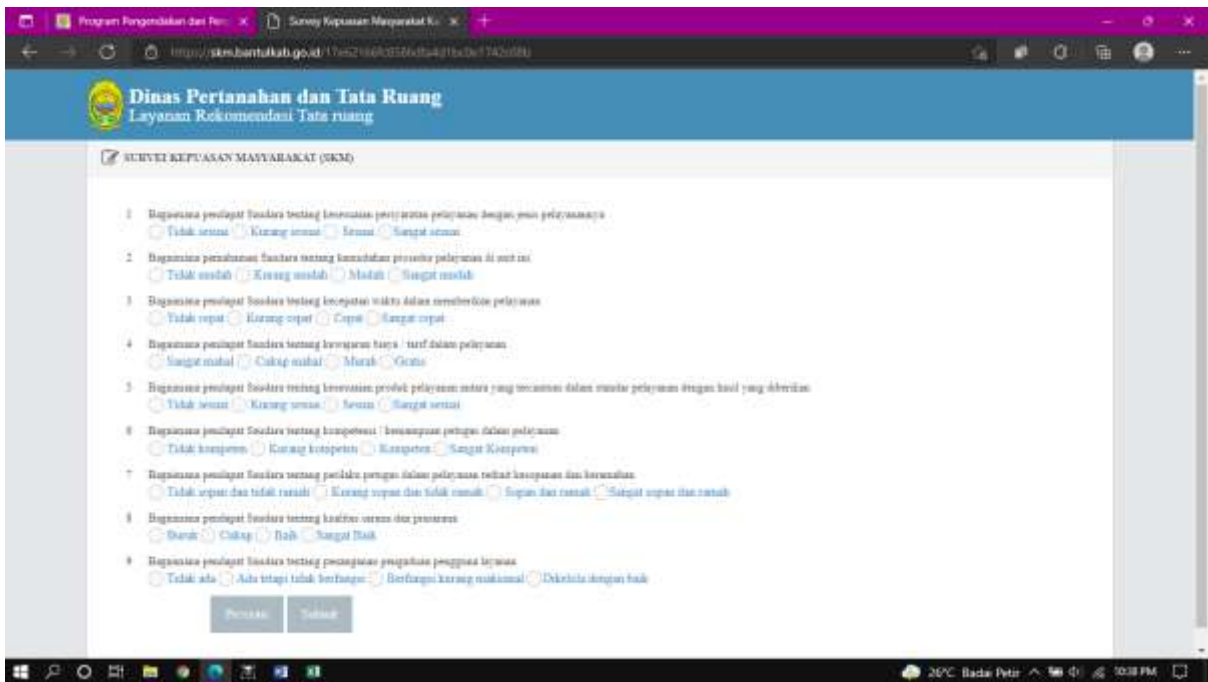 Program Pengendalian dan Pen
Survey Kepuasan Masyarakat K
skm.bantulkab.go.id
Dinas Pertanahan dan Tata Ruang
Layanan Rekomendasi Tata ruang
SURVEI KEPUASAN MASYARAKAT (SKM)
1 Bagaimana pendapat Saudara tentang kesesuaian persyaratan pelayanan dengan jenis pelayanannya
Tidak sesuai Kurang sesuai Sesuai Sangat sesuai
2 Bagaimana pemahaman Saudara tentang kemudahan prosedur pelayanan di unit ini
Tidak mudah Kurang mudah Mudah Sangat mudah
3 Bagaimana pendapat Saudara tentang kecepatan waktu dalam memberikan pelayanan
Tidak cepat Kurang cepat Cepat Sangat cepat
4 Bagaimana pendapat Saudara tentang kewajaran biaya / tarif dalam pelayanan
Sangat mahal Cukup mahal Murah Gratis
5 Bagaimana pendapat Saudara tentang kesesuaian produk pelayanan antara yang tercantum dalam standar pelayanan dengan hasil yang diberikan
Tidak sesuai Kurang sesuai Sesuai Sangat sesuai
6 Bagaimana pendapat Saudara tentang kompetensi / kemampuan petugas dalam pelayanan
Tidak kompeten Kurang kompeten Kompeten Sangat Kompeten
7 Bagaimana pendapat Saudara tentang perilaku petugas dalam pelayanan terkait kesopanan dan keramahan
Tidak sopan dan tidak ramah Kurang sopan dan tidak ramah Sopan dan ramah Sangat sopan dan ramah
8 Bagaimana pendapat Saudara tentang kualitas sarana dan prasarana
Buruk Cukup Baik Sangat Baik
9 Bagaimana pendapat Saudara tentang penanganan pengaduan pengguna layanan
Tidak ada Ada tetapi tidak berfungsi Berfungsi kurang maksimal Dikelola dengan baik
Submit
26°C Badai Petir 10:38 PM